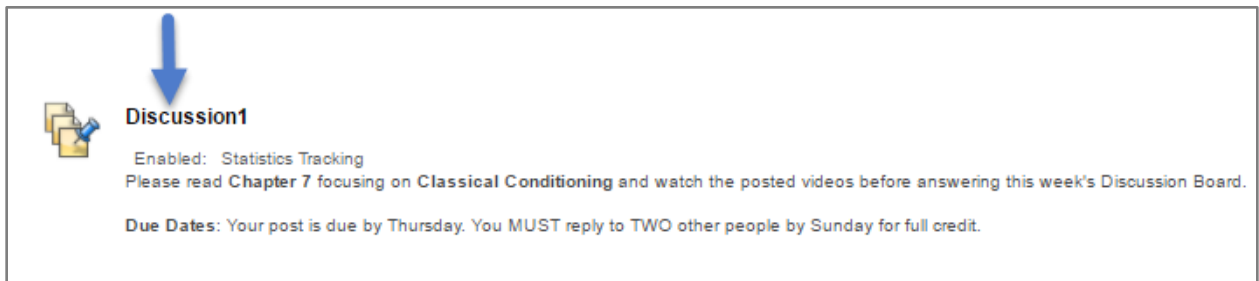 Discussion1
Enabled: Statistics Tracking
Please read Chapter 7 focusing on Classical Conditioning and watch the posted videos before answering this week's Discussion Board.
Due Dates: Your post is due by Thursday. You MUST reply to TWO other people by Sunday for full credit.